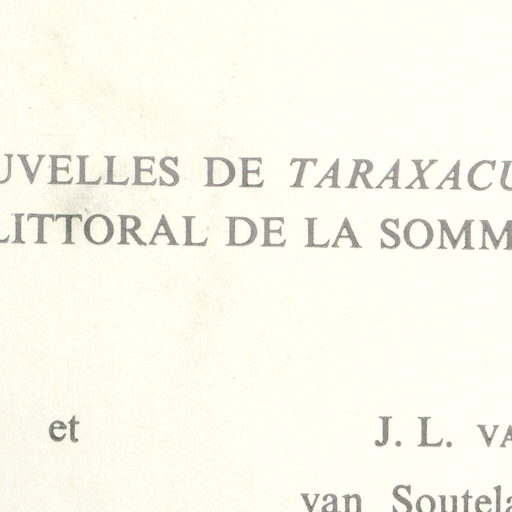 UVELLES DE TARAXACU
LITTORAL DE LA SOMM
et J. L. VA
van Soutela